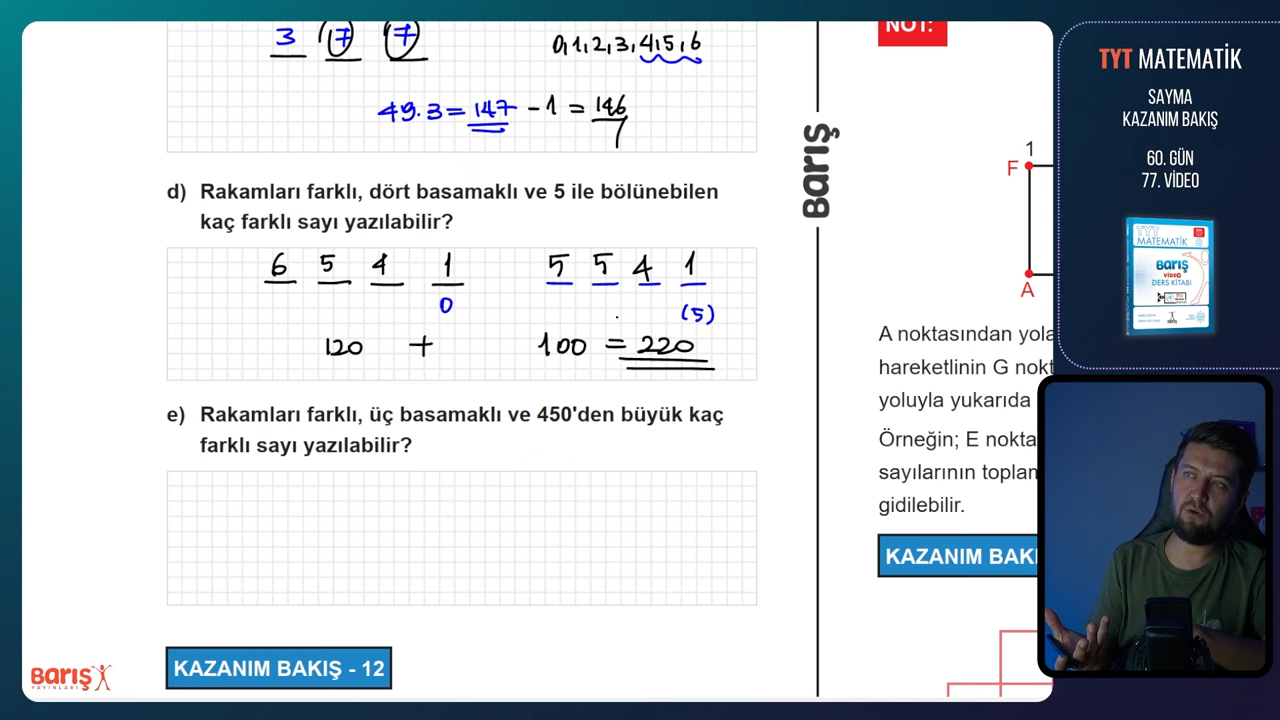 3 7 7
0,1,2,3,4,5,6
49.3 = 147 - 1 = 146
d) Rakamları farklı, dört basamaklı ve 5 ile bölünebilen
kaç farklı sayı yazılabilir?
6 5 4 1 5 5 4 1
0 (5)
120 + 100 = 220
e) Rakamları farklı, üç basamaklı ve 450'den büyük kaç
farklı sayı yazılabilir?
KAZANIM BAKIŞ - 12
Barış
YAYINLARI
Barış
NOT:
1
F
A
A noktasından yola
hareketlinin G nokt
yoluyla yukarıda
Örneğin; E nokta
sayılarının toplam
gidilebilir.
KAZANIM BAKI
TYT MATEMATİK
SAYMA
KAZANIM BAKIŞ
60. GÜN
77. VİDEO
TYT
MATEMATİK
Barış
VİDEO
DERS KİTABI